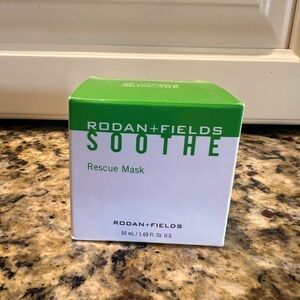 RODAN+FIELDS
SOOTHE
Rescue Mask
RODAN+FIELDS
50 mL / 1.69 Fl. Oz. U.S.